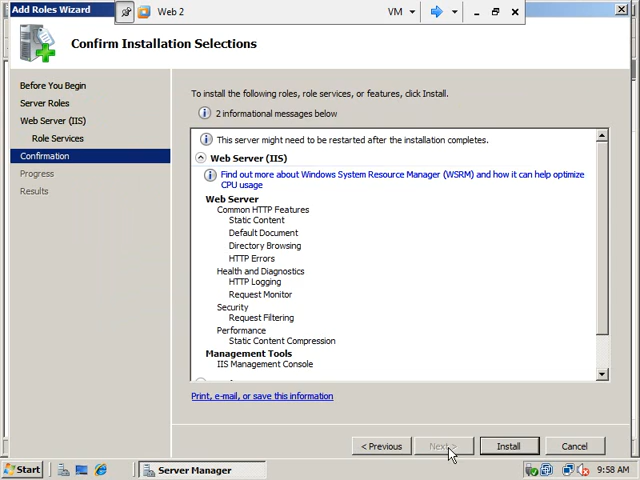 Add Roles Wizard
Web 2
VM
Confirm Installation Selections
Before You Begin
Server Roles
Web Server (IIS)
Role Services
Confirmation
Progress
Results
To install the following roles, role services, or features, click Install.
2 informational messages below
This server might need to be restarted after the installation completes.
Web Server (IIS)
Find out more about Windows System Resource Manager (WSRM) and how it can help optimize
CPU usage
Web Server
Common HTTP Features
Static Content
Default Document
Directory Browsing
HTTP Errors
Health and Diagnostics
HTTP Logging
Request Monitor
Security
Request Filtering
Performance
Static Content Compression
Management Tools
IIS Management Console
Print, e-mail, or save this information
< Previous
Next >
Install
Cancel
Start
Server Manager
9:58 AM